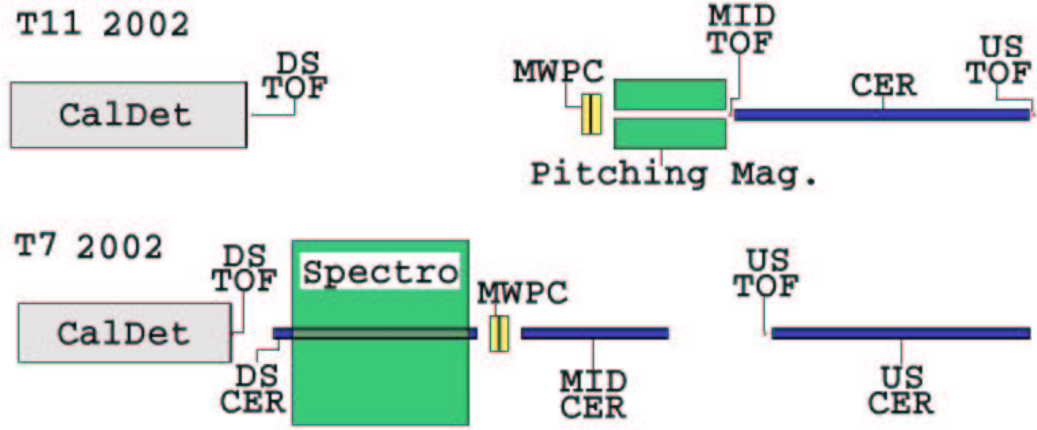 T11 2002
MID
TOF
US
TOF
DS
TOF
MWPC
CER
CalDet
Pitching Mag.
T7 2002
DS
TOF
Spectro
US
TOF
MWPC
CalDet
DS
CER
MID
CER
US
CER